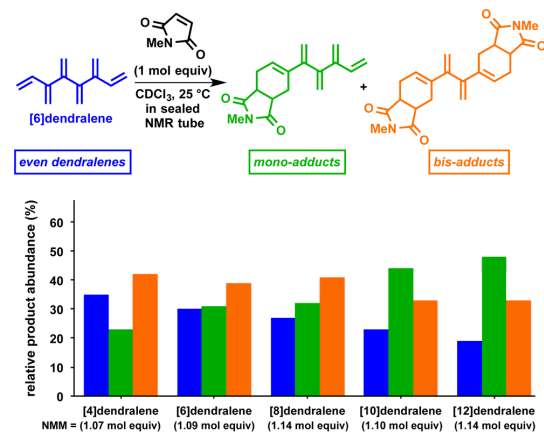 O
NMe
O
MeN
O
O
(1 mol equiv)
CDCl3, 25 °C
in sealed
NMR tube
+
[6]dendralene
O
N
MeN
O
O
N
MeN
O
even dendralenes
mono-adducts
bis-adducts
relative product abundance (%)
60
50
40
30
20
10
0
[4]dendralene [6]dendralene [8]dendralene [10]dendralene [12]dendralene
NMM = (1.07 mol equiv) (1.09 mol equiv) (1.14 mol equiv) (1.10 mol equiv) (1.14 mol equiv)